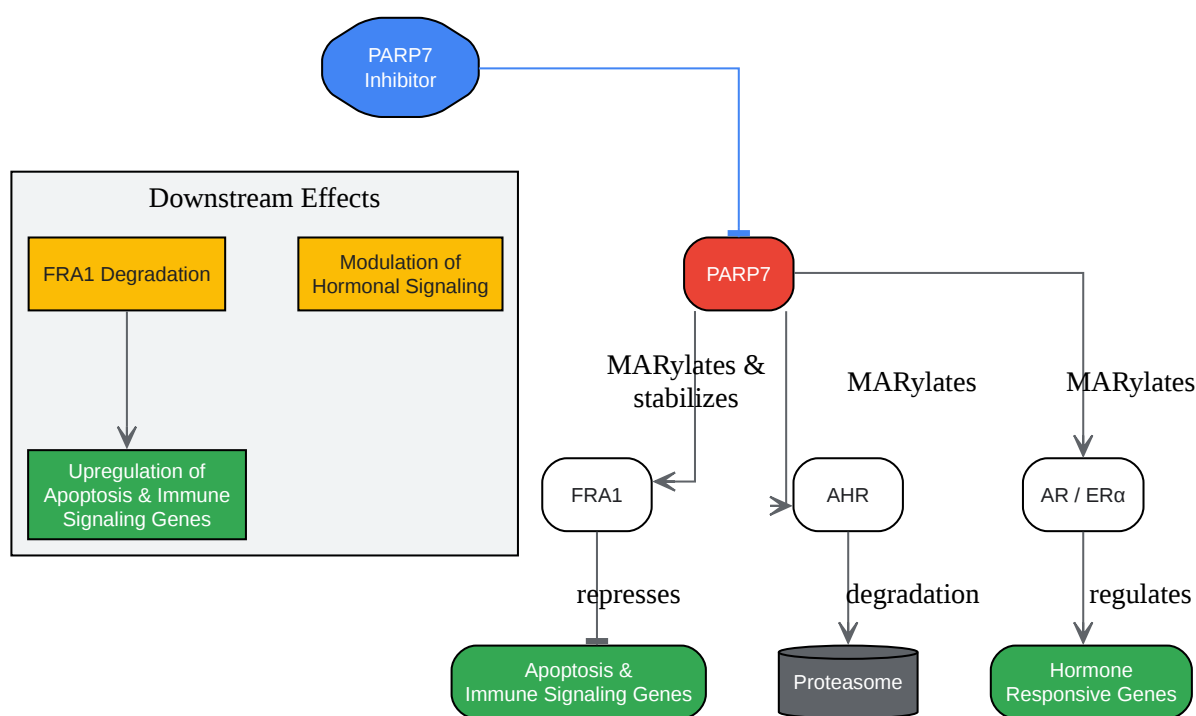 PARP7
Inhibitor
Downstream Effects
FRA1 Degradation
Modulation of
Hormonal Signaling
PARP7
MARylates &
stabilizes
MARylates
MARylates
Upregulation of
Apoptosis & Immune
Signaling Genes
FRA1
AHR
AR / ERα
represses
degradation
regulates
Apoptosis &
Immune Signaling Genes
Proteasome
Hormone
Responsive Genes